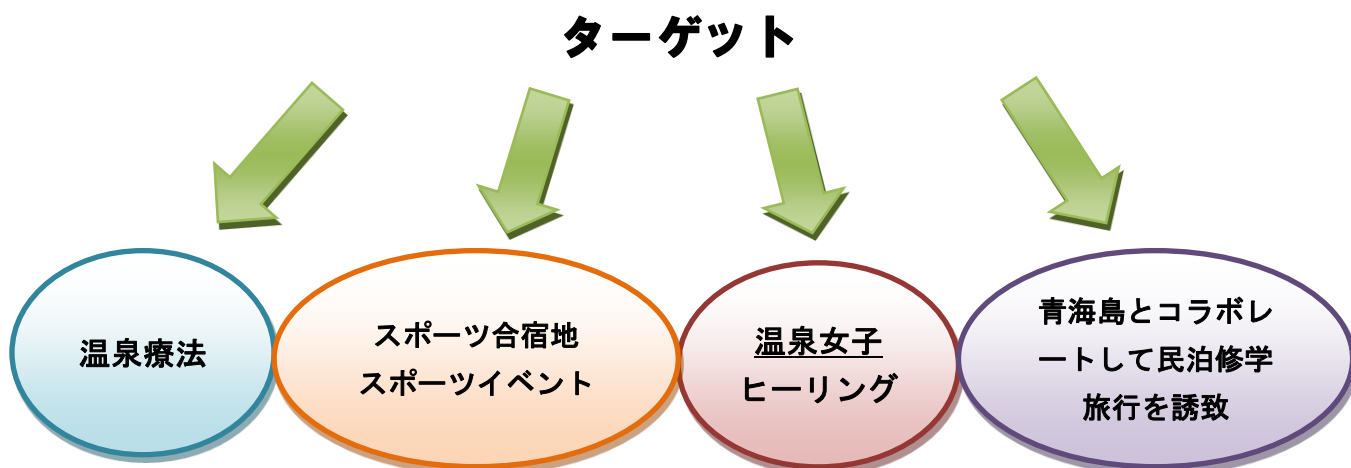 ターゲット
温泉療法
スポーツ合宿地
スポーツイベント
温泉女子
ヒーリング
青海島とコラボレ
ートして民泊修学
旅行を誘致